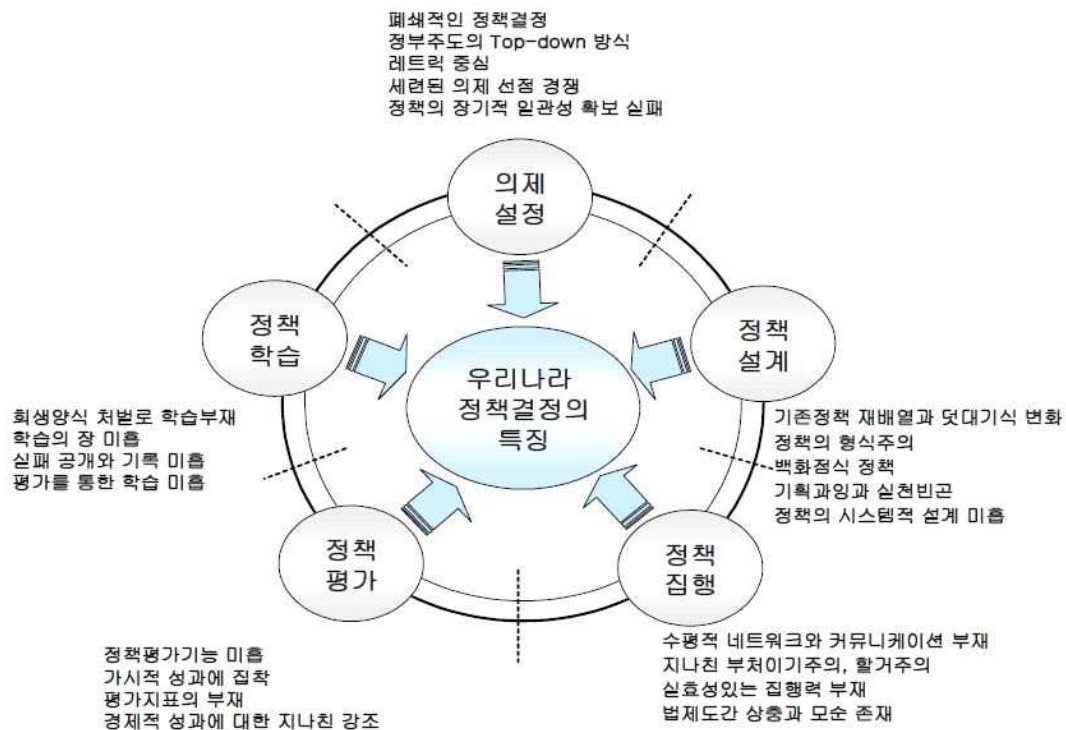 폐쇄적인 정책결정
정부주도의 Top-down 방식
레트릭 중심
세련된 의제 선점 경쟁
정책의 장기적 일관성 확보 실패
의제
설정
정책
학습
정책
설계
우리나라
정책결정의
특징
희생양식 처벌로 학습부재
학습의 장 미흡
실패 공개와 기록 미흡
평가를 통한 학습 미흡
기존정책 재배열과 덧대기식 변화
정책의 형식주의
백화점식 정책
기획과잉과 실천빈곤
정책의 시스템적 설계 미흡
정책
평가
정책
집행
정책평가기능 미흡
가시적 성과에 집착
평가지표의 부재
경제적 성과에 대한 지나친 강조
수평적 네트워크와 커뮤니케이션 부재
지나친 부처이기주의, 할거주의
실효성있는 집행력 부재
법제도간 상충과 모순 존재